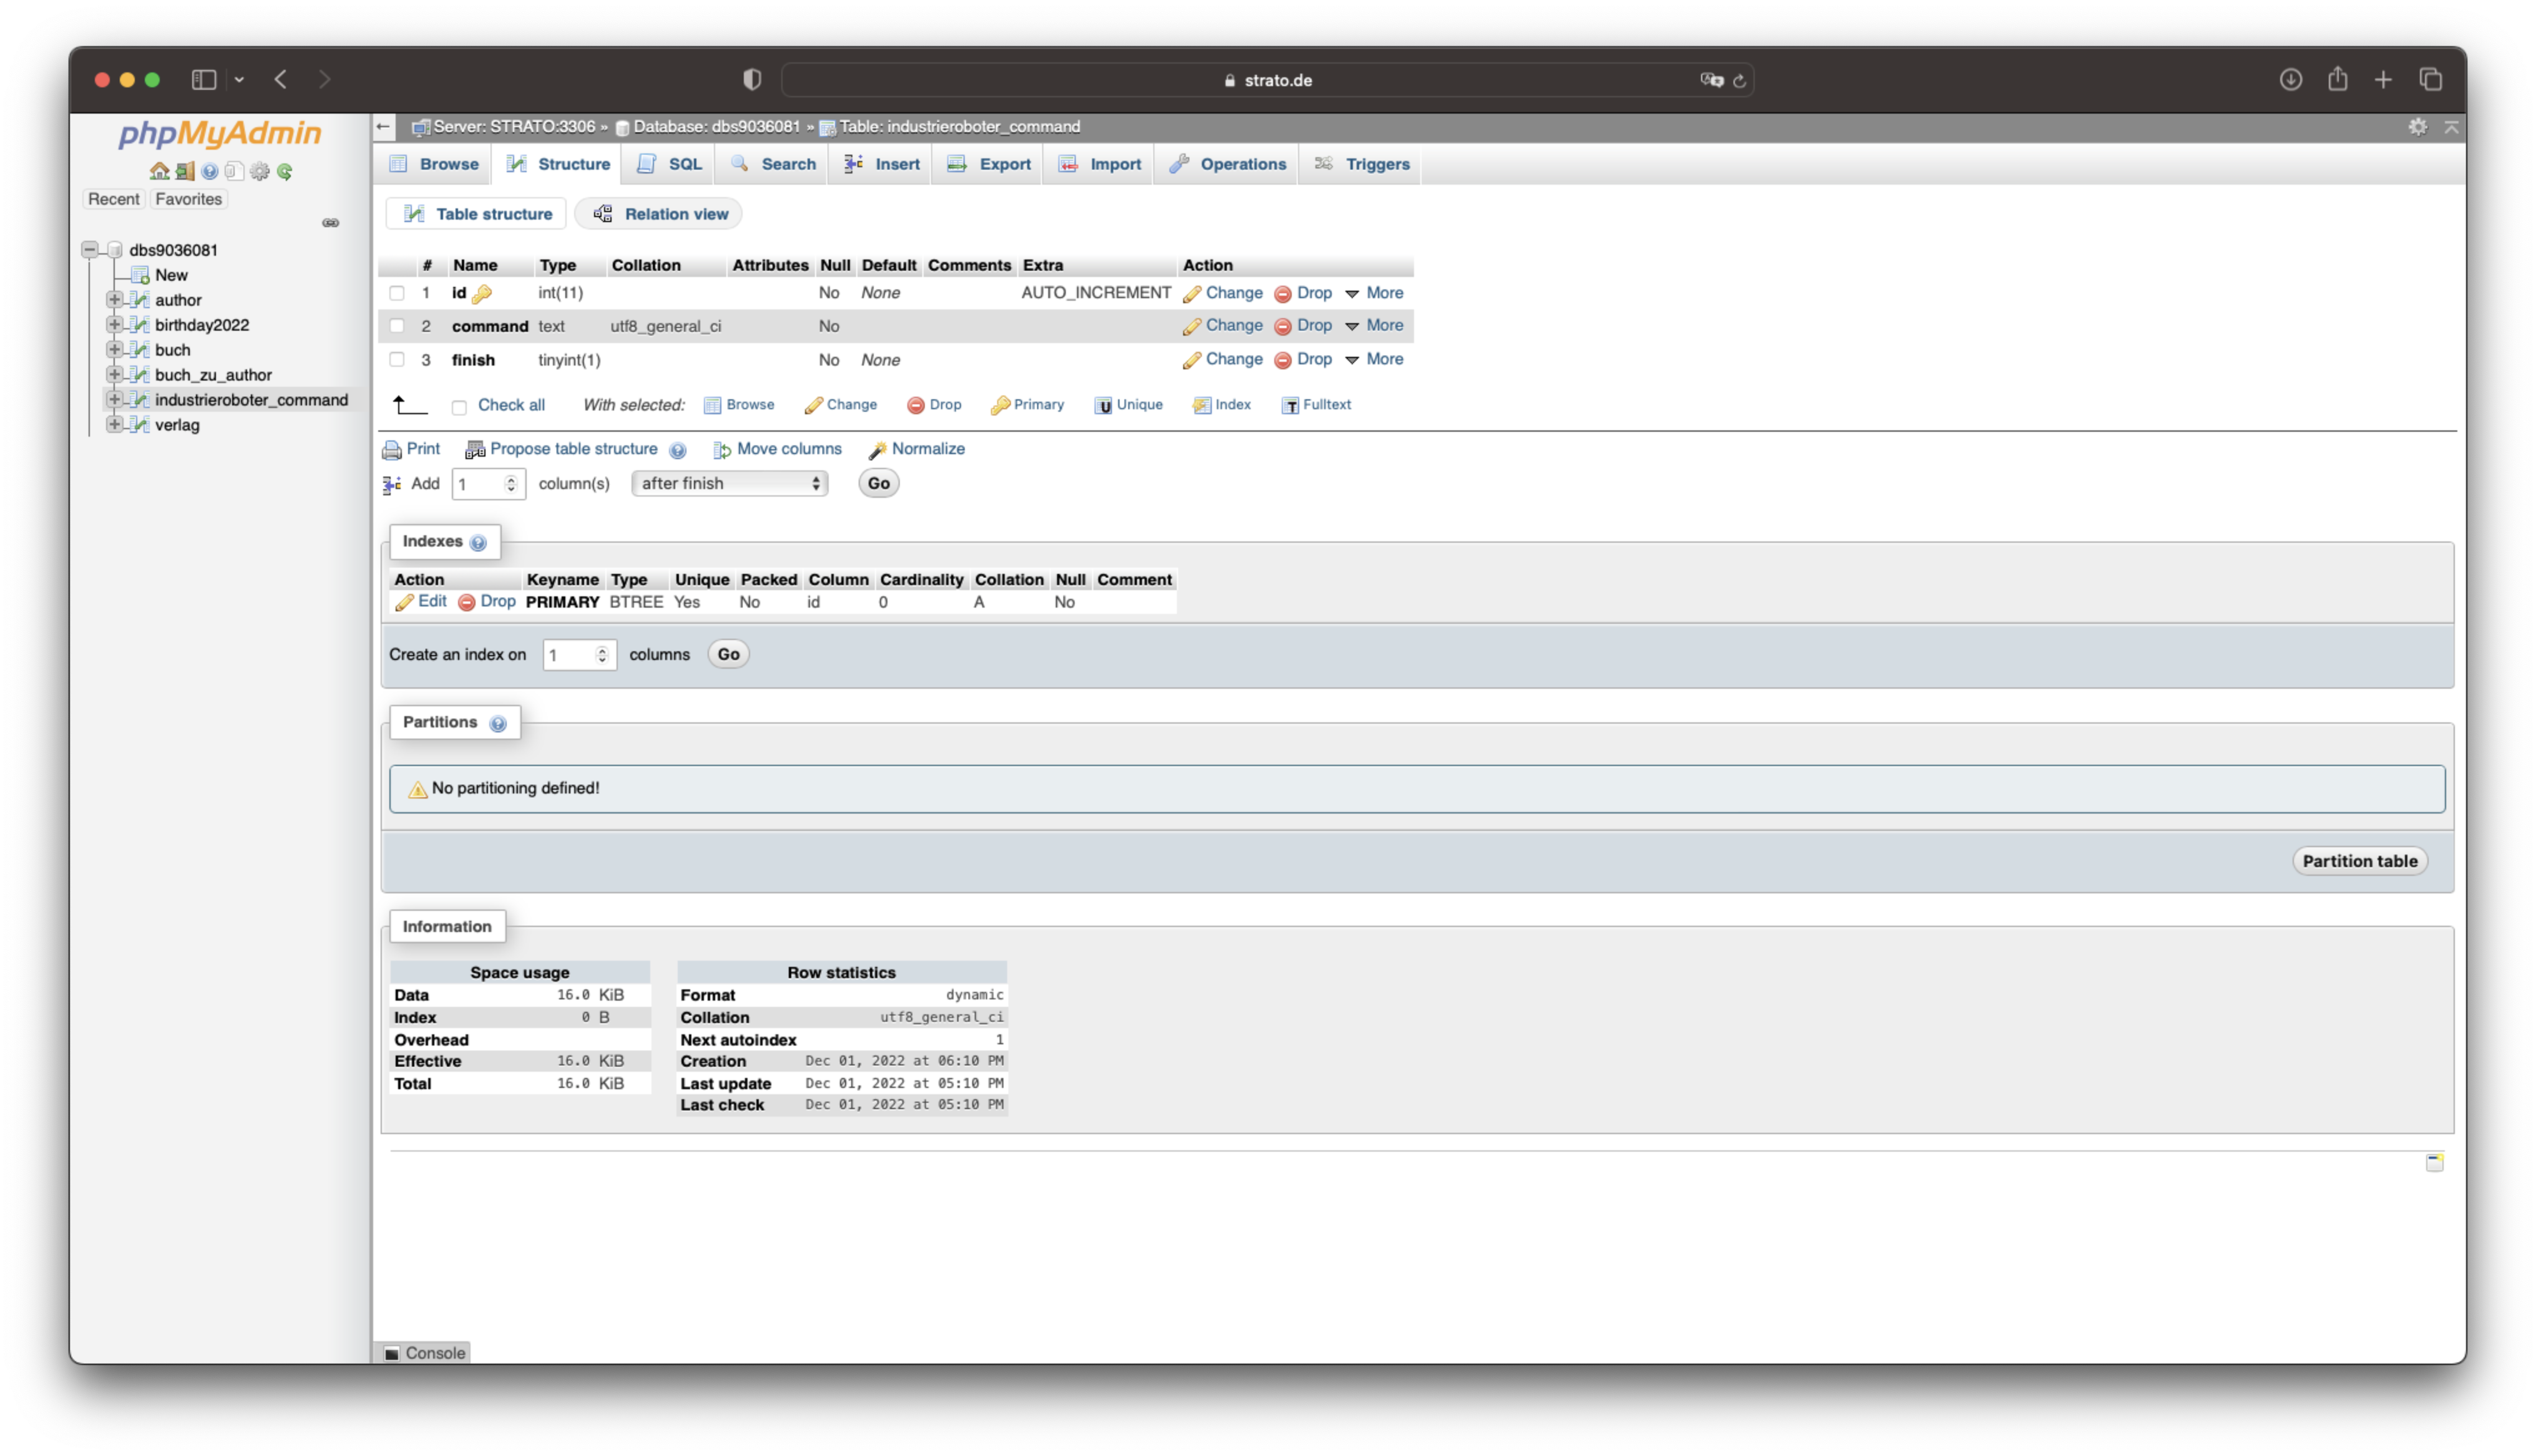 strato.de
phpMyAdmin
Recent Favorites
dbs9036081
New
author
birthday2022
buch
buch_zu_author
industrieroboter_command
verlag
Server: STRATO:3306 » Database: dbs9036081 » Table: industrieroboter_command
Browse Structure SQL Search Insert Export Import Operations Triggers
Table structure Relation view
# Name Type Collation Attributes Null Default Comments Extra Action
1 id int(11) No None AUTO_INCREMENT Change Drop More
2 command text utf8_general_ci No Change Drop More
3 finish tinyint(1) No None Change Drop More
Check all With selected: Browse Change Drop Primary Unique Index Fulltext
Print Propose table structure Move columns Normalize
Add 1 column(s) after finish Go
Indexes
Action Keyname Type Unique Packed Column Cardinality Collation Null Comment
Edit Drop PRIMARY BTREE Yes No id 0 A No
Create an index on 1 columns Go
Partitions
No partitioning defined!
Partition table
Information
Space usage
Data 16.0 KiB
Index 0 B
Overhead
Effective 16.0 KiB
Total 16.0 KiB
Row statistics
Format dynamic
Collation utf8_general_ci
Next autoindex 1
Creation Dec 01, 2022 at 06:10 PM
Last update Dec 01, 2022 at 05:10 PM
Last check Dec 01, 2022 at 05:10 PM
Console